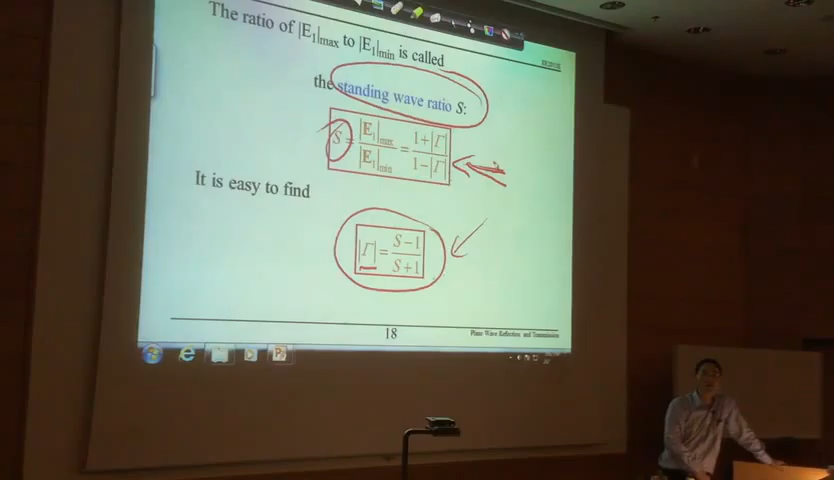 The ratio of |E₁|max to |E₁|min is called
the standing wave ratio S:
S = |E₁|max / |E₁|min = 1+|Γ| / 1−|Γ|
It is easy to find
|Γ| = S−1 / S+1
18
Plane Wave Reflection and Transmission